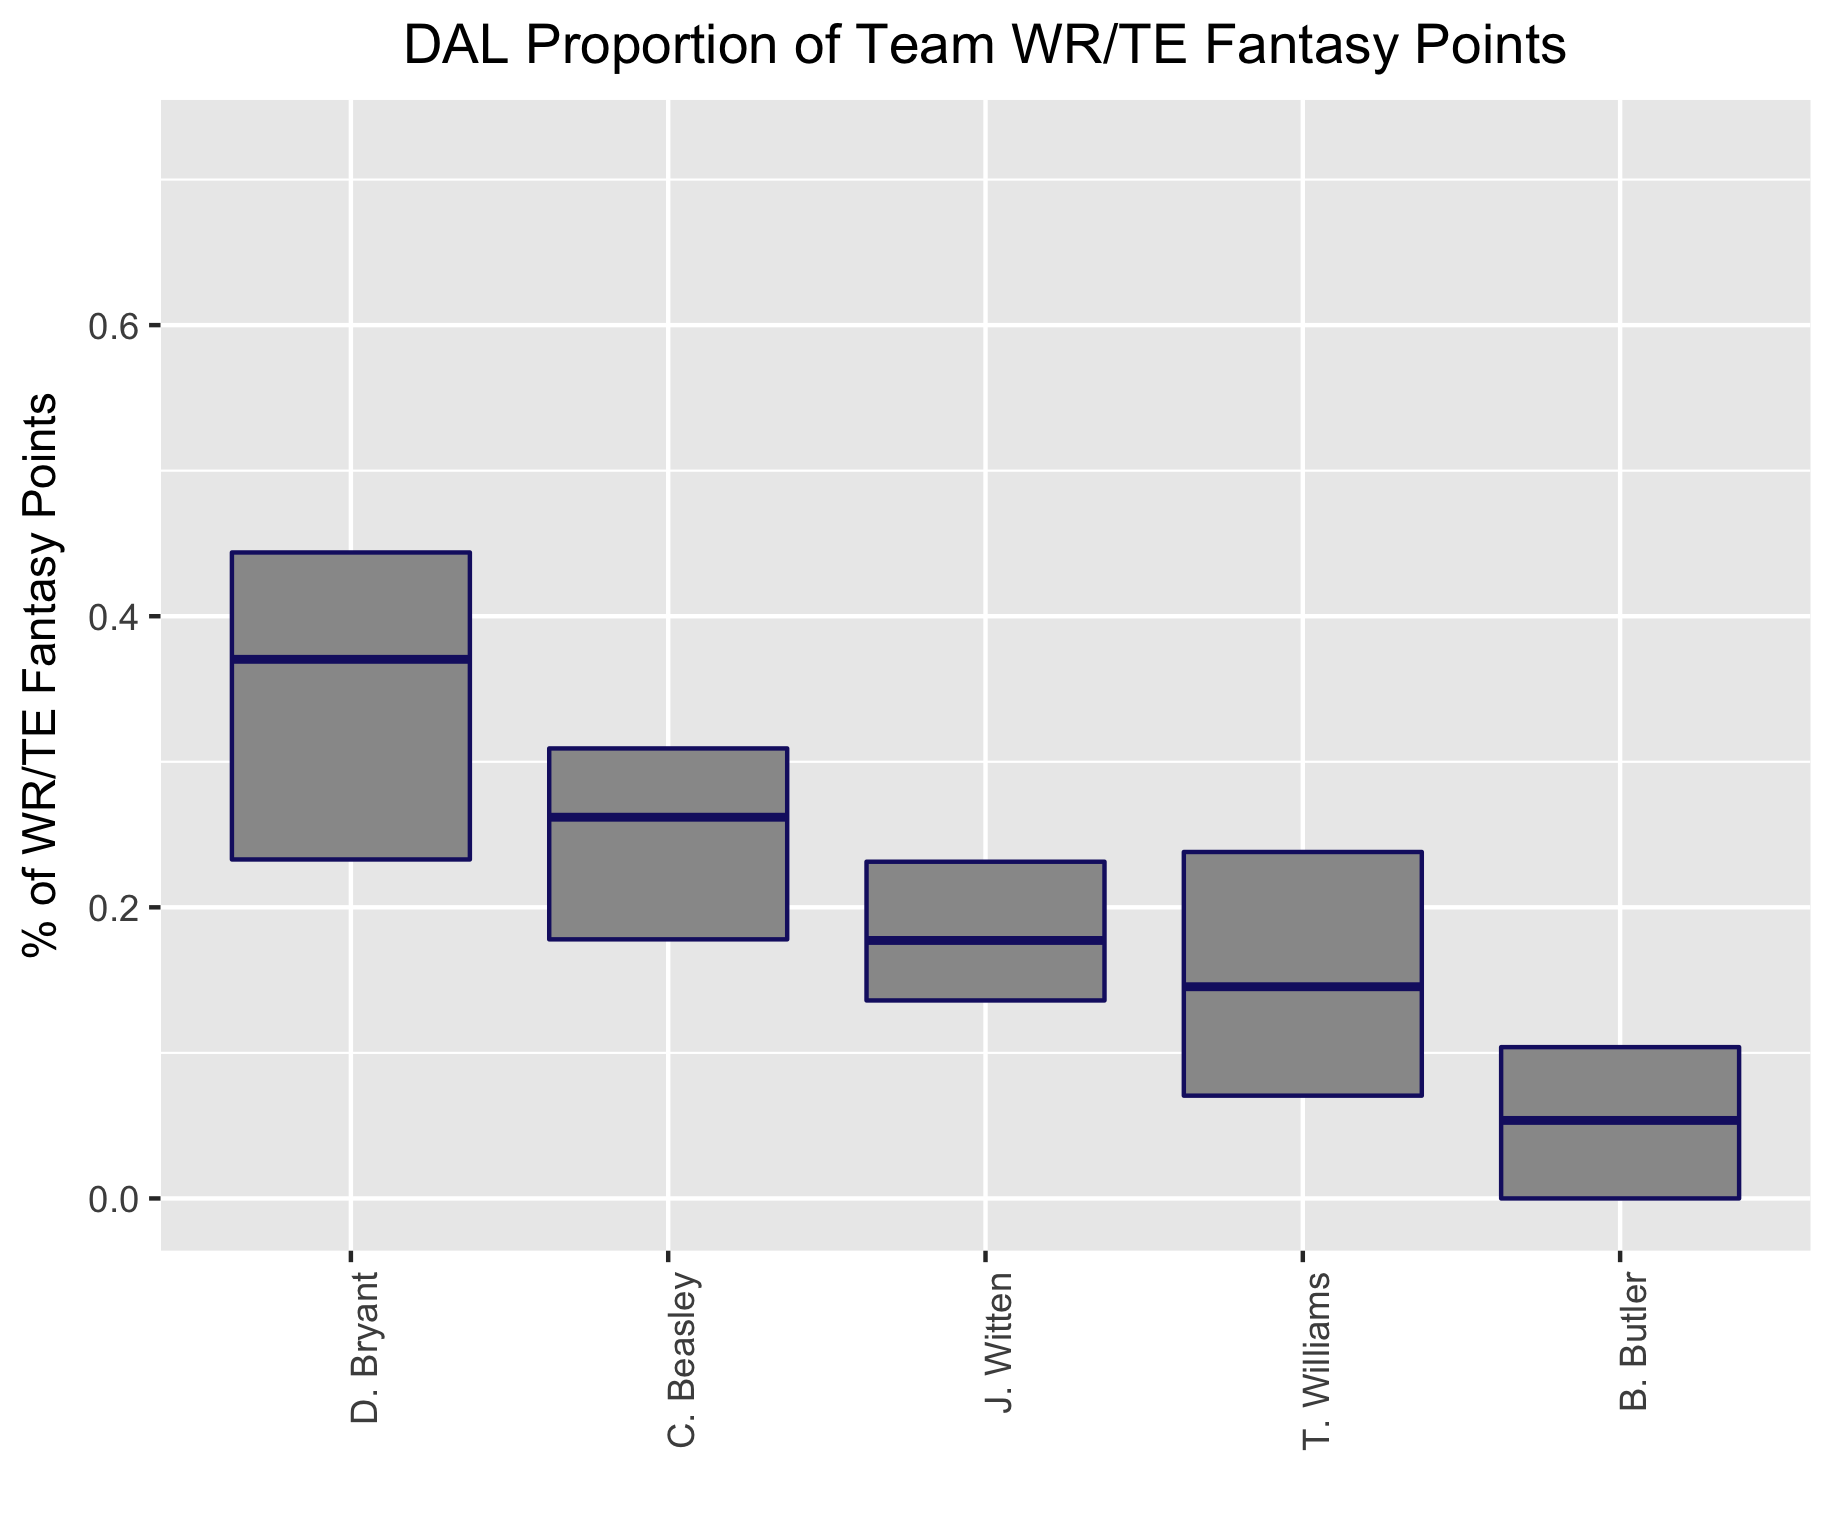 DAL Proportion of Team WR/TE Fantasy Points
% of WR/TE Fantasy Points
0.6
0.4
0.2
0.0
D. Bryant
C. Beasley
J. Witten
T. Williams
B. Butler